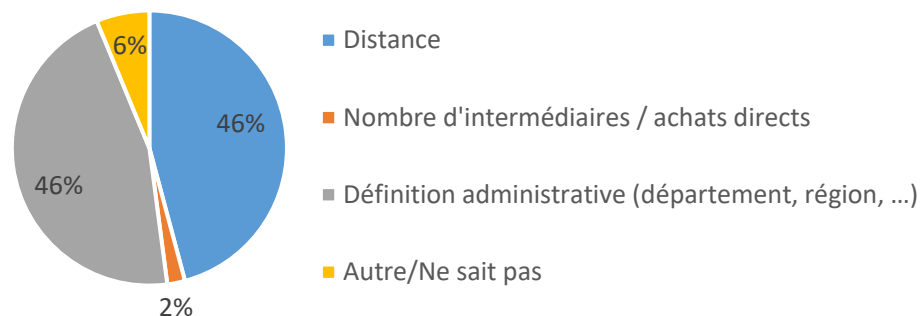 6%
46%
46%
2%
Distance
Nombre d'intermédiaires / achats directs
Définition administrative (département, région, ...)
Autre/Ne sait pas